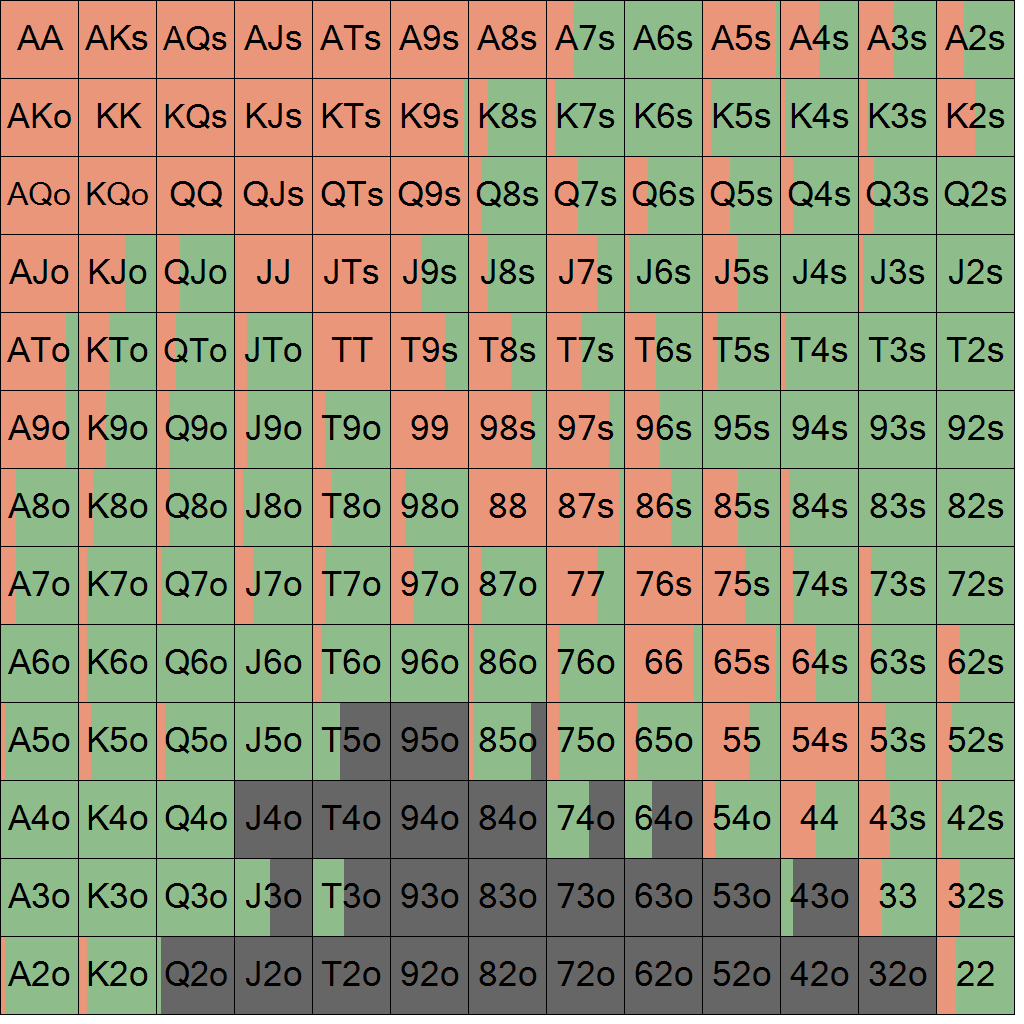 AA AKs AQs AJs ATs A9s A8s A7s A6s A5s A4s A3s A2s
AKo KK KQs KJs KTs K9s K8s K7s K6s K5s K4s K3s K2s
AQo KQo QQ QJs QTs Q9s Q8s Q7s Q6s Q5s Q4s Q3s Q2s
AJo KJo QJo JJ JTs J9s J8s J7s J6s J5s J4s J3s J2s
ATo KTo QTo JTo TT T9s T8s T7s T6s T5s T4s T3s T2s
A9o K9o Q9o J9o T9o 99 98s 97s 96s 95s 94s 93s 92s
A8o K8o Q8o J8o T8o 98o 88 87s 86s 85s 84s 83s 82s
A7o K7o Q7o J7o T7o 97o 87o 77 76s 75s 74s 73s 72s
A6o K6o Q6o J6o T6o 96o 86o 76o 66 65s 64s 63s 62s
A5o K5o Q5o J5o T5o 95o 85o 75o 65o 55 54s 53s 52s
A4o K4o Q4o J4o T4o 94o 84o 74o 64o 54o 44 43s 42s
A3o K3o Q3o J3o T3o 93o 83o 73o 63o 53o 43o 33 32s
A2o K2o Q2o J2o T2o 92o 82o 72o 62o 52o 42o 32o 22